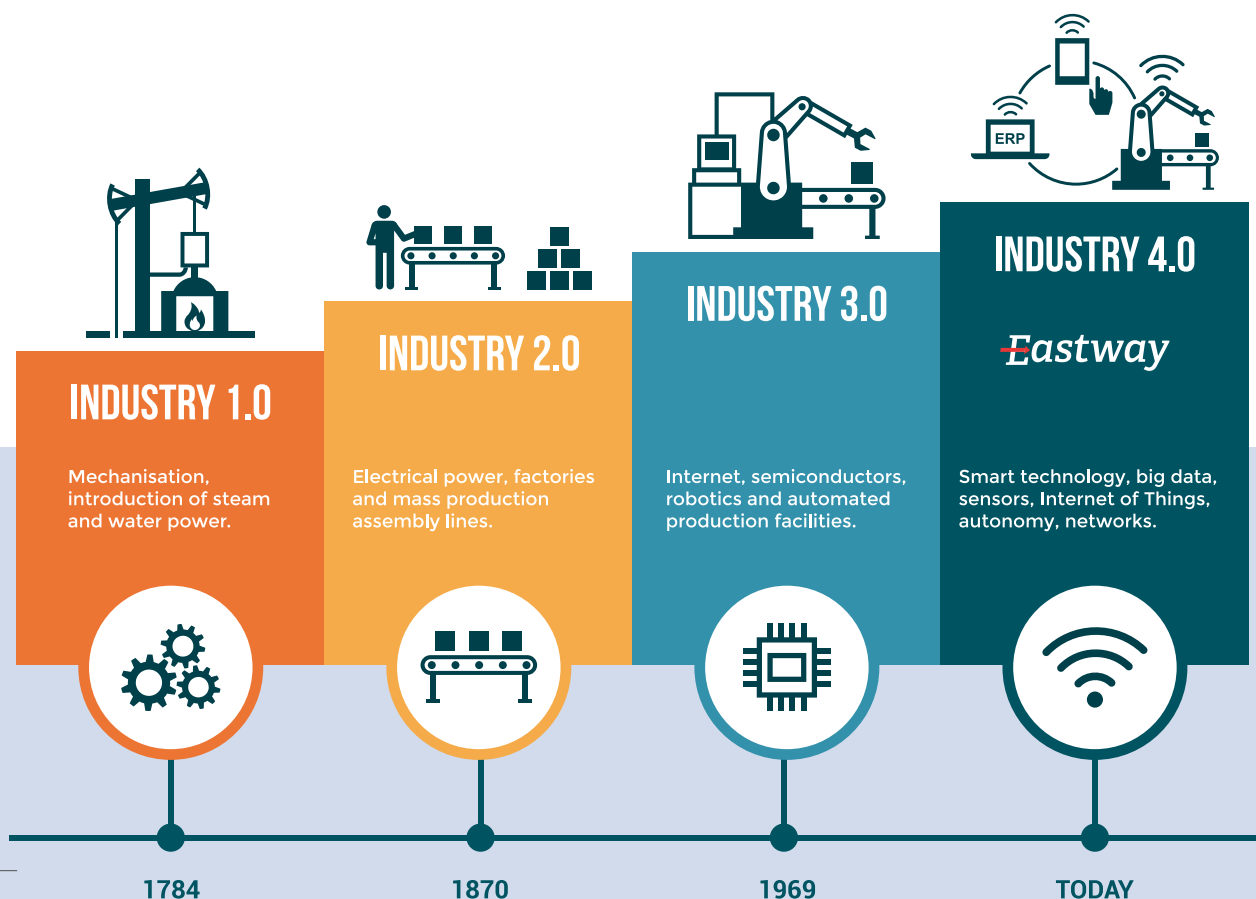 ERP
INDUSTRY 1.0
Mechanisation,
introduction of steam
and water power.
INDUSTRY 2.0
Electrical power, factories
and mass production
assembly lines.
INDUSTRY 3.0
Internet, semiconductors,
robotics and automated
production facilities.
INDUSTRY 4.0
Eastway
Smart technology, big data,
sensors, Internet of Things,
autonomy, networks.
1784
1870
1969
TODAY